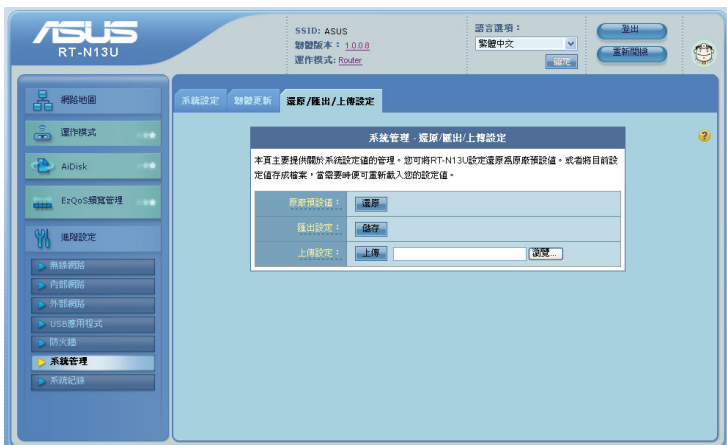 ASUS
RT-N13U
SSID: ASUS
韌體版本： 1.0.0.8
運作模式: Router
語言選項：
繁體中文
確定
登出
重新開機
網路地圖
運作模式
AiDisk
EzQoS頻寬管理
進階設定
無線網路
內部網路
外部網路
USB應用程式
防火牆
系統管理
系統紀錄
系統設定 韌體更新 還原/匯出/上傳設定
系統管理 - 還原/匯出/上傳設定
本頁主要提供關於系統設定值的管理。您可將RT-N13U設定還原為原廠預設值。或者將目前設
定值存成檔案，當需要時便可重新載入您的設定值。
原廠預設值： 還原
匯出設定： 儲存
上傳設定： 上傳 瀏覽...
?